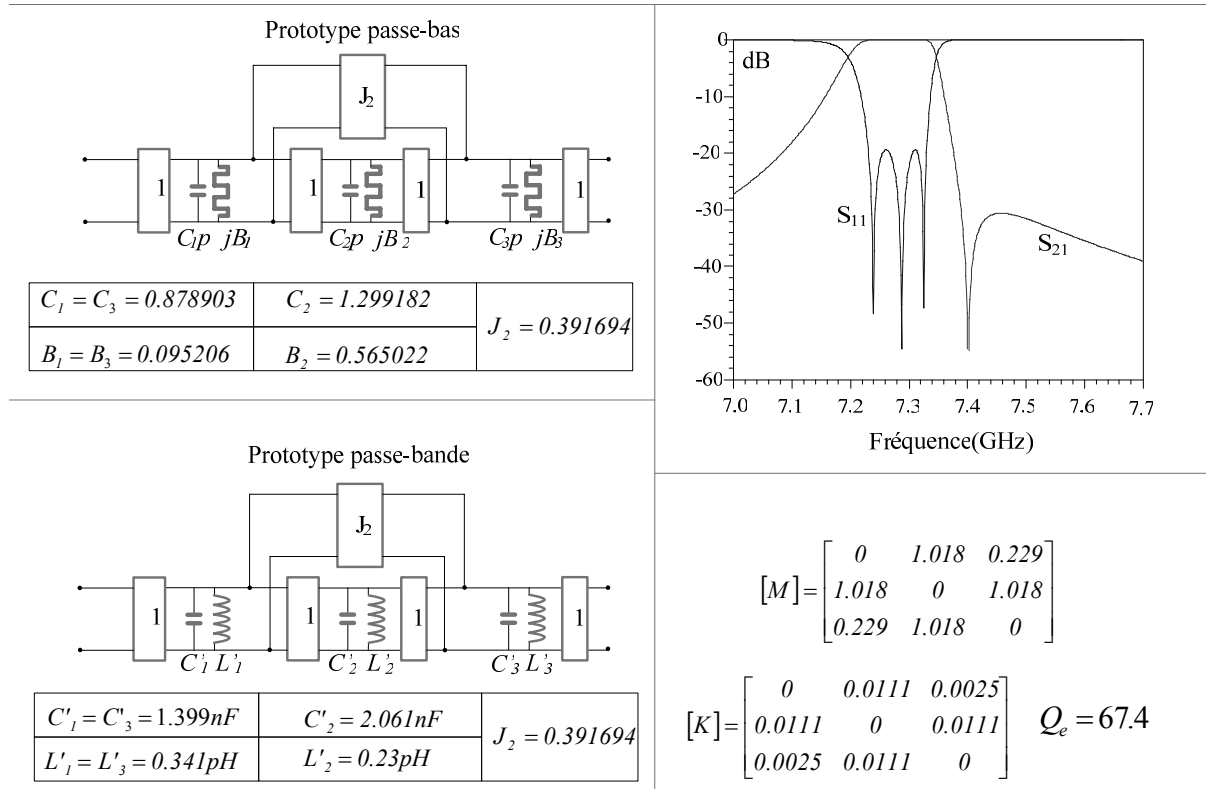 Prototype passe-bas
J2
1 1 1 1
C1p jB1 C2p jB2 C3p jB3
C1 = C3 = 0.878903 C2 = 1.299182 J2 = 0.391694
B1 = B3 = 0.095206 B2 = 0.565022
0 dB
-10
-20
-30
-40
-50
-60
S11
S21
7.0 7.1 7.2 7.3 7.4 7.5 7.6 7.7
Fréquence(GHz)
Prototype passe-bande
J2
1 1 1 1
C'1 L'1 C'2 L'2 C'3 L'3
C'1 = C'3 = 1.399nF C'2 = 2.061nF J2 = 0.391694
L'1 = L'3 = 0.341pH L'2 = 0.23pH
[M] = [0 1.018 0.229
1.018 0 1.018
0.229 1.018 0]
[K] = [0 0.0111 0.0025
0.0111 0 0.0111
0.0025 0.0111 0]
Qe = 67.4